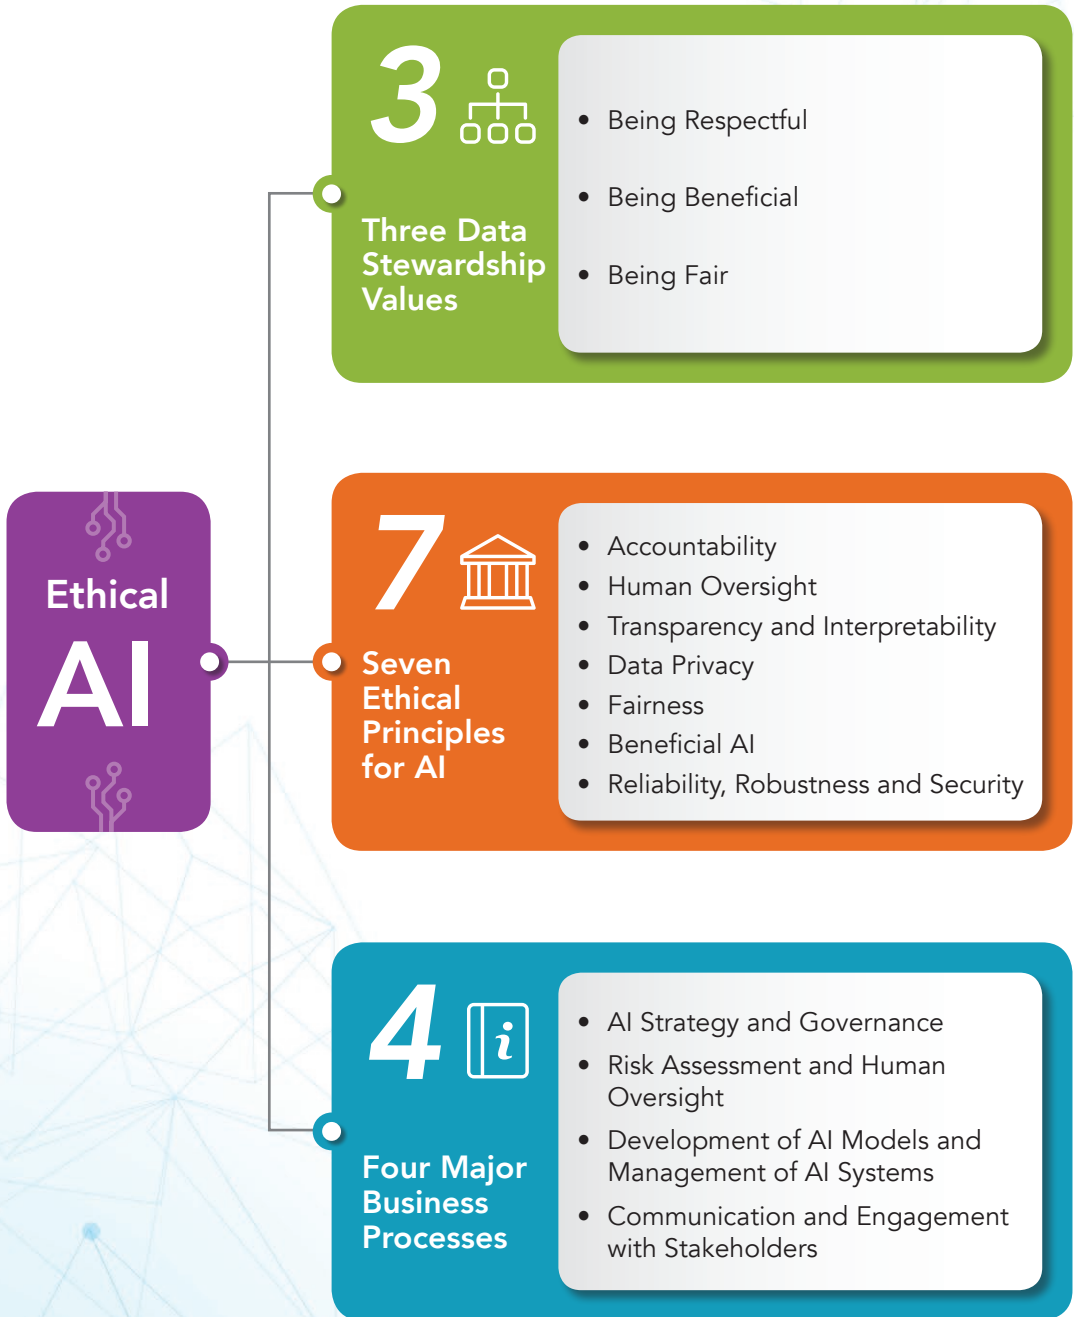 3
Three Data
Stewardship
Values
• Being Respectful
• Being Beneficial
• Being Fair
Ethical
AI
7
Seven
Ethical
Principles
for AI
• Accountability
• Human Oversight
• Transparency and Interpretability
• Data Privacy
• Fairness
• Beneficial AI
• Reliability, Robustness and Security
4
i
Four Major
Business
Processes
• AI Strategy and Governance
• Risk Assessment and Human
Oversight
• Development of AI Models and
Management of AI Systems
• Communication and Engagement
with Stakeholders